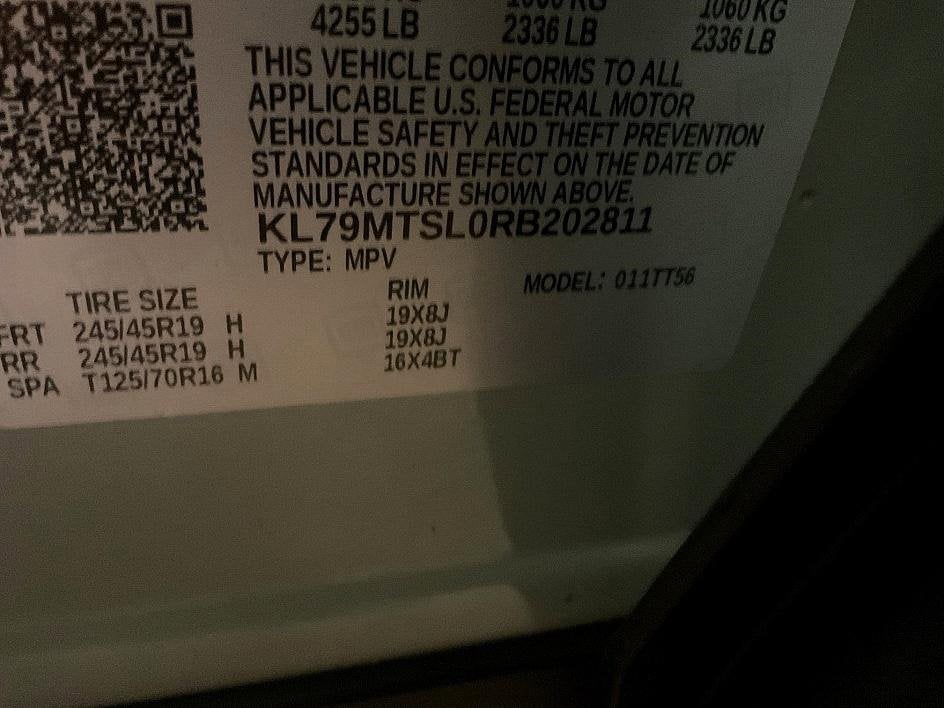 1060 KG
4255 LB 2336 LB 2336 LB
THIS VEHICLE CONFORMS TO ALL
APPLICABLE U.S. FEDERAL MOTOR
VEHICLE SAFETY AND THEFT PREVENTION
STANDARDS IN EFFECT ON THE DATE OF
MANUFACTURE SHOWN ABOVE.
KL79MTSL0RB202811
TYPE: MPV MODEL: 011TT56
TIRE SIZE RIM
FRT 245/45R19 H 19X8J
RR 245/45R19 H 19X8J
SPA T125/70R16 M 16X4BT